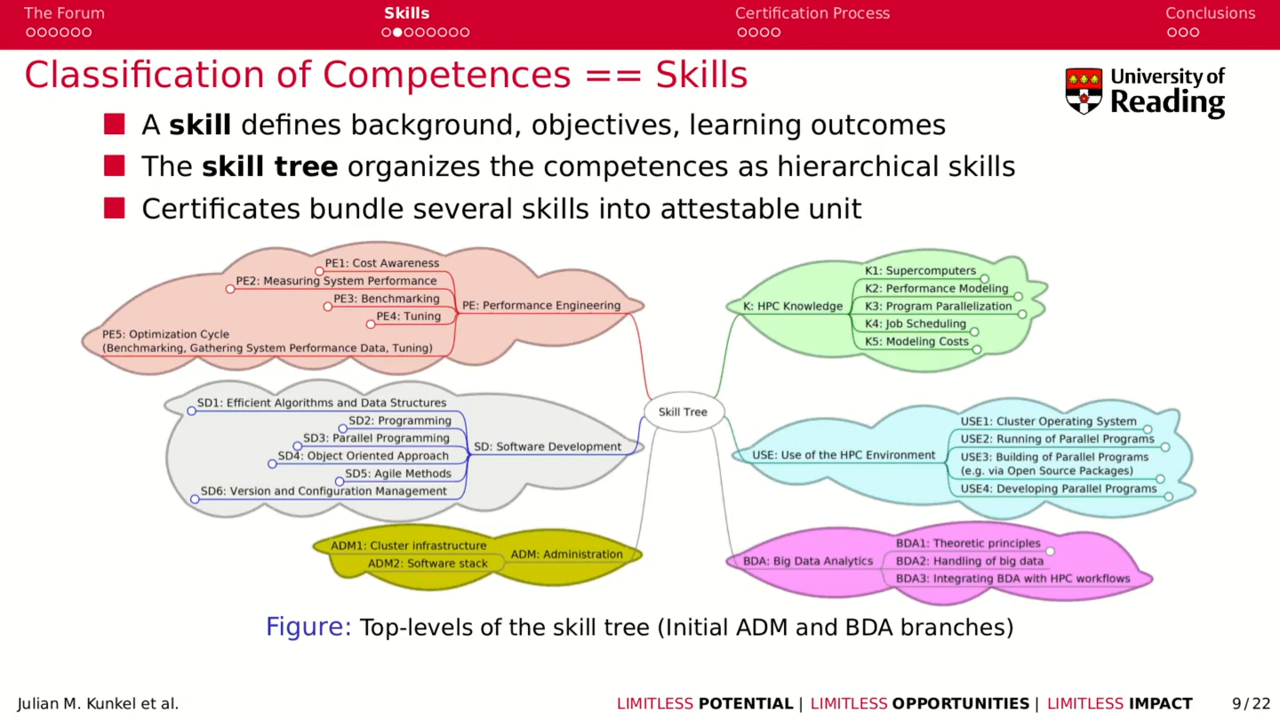 The Forum
Skills
Certification Process
Conclusions
Classification of Competences == Skills
University of
Reading
A skill defines background, objectives, learning outcomes
The skill tree organizes the competences as hierarchical skills
Certificates bundle several skills into attestable unit
PE1: Cost Awareness
PE2: Measuring System Performance
PE3: Benchmarking
PE4: Tuning
PE5: Optimization Cycle
(Benchmarking, Gathering System Performance Data, Tuning)
PE: Performance Engineering
SD1: Efficient Algorithms and Data Structures
SD2: Programming
SD3: Parallel Programming
SD4: Object Oriented Approach
SD5: Agile Methods
SD6: Version and Configuration Management
SD: Software Development
ADM1: Cluster infrastructure
ADM2: Software stack
ADM: Administration
Skill Tree
K: HPC Knowledge
K1: Supercomputers
K2: Performance Modeling
K3: Program Parallelization
K4: Job Scheduling
K5: Modeling Costs
USE: Use of the HPC Environment
USE1: Cluster Operating System
USE2: Running of Parallel Programs
USE3: Building of Parallel Programs
(e.g. via Open Source Packages)
USE4: Developing Parallel Programs
BDA: Big Data Analytics
BDA1: Theoretic principles
BDA2: Handling of big data
BDA3: Integrating BDA with HPC workflows
Figure: Top-levels of the skill tree (Initial ADM and BDA branches)
Julian M. Kunkel et al.
LIMITLESS POTENTIAL | LIMITLESS OPPORTUNITIES | LIMITLESS IMPACT
9/22